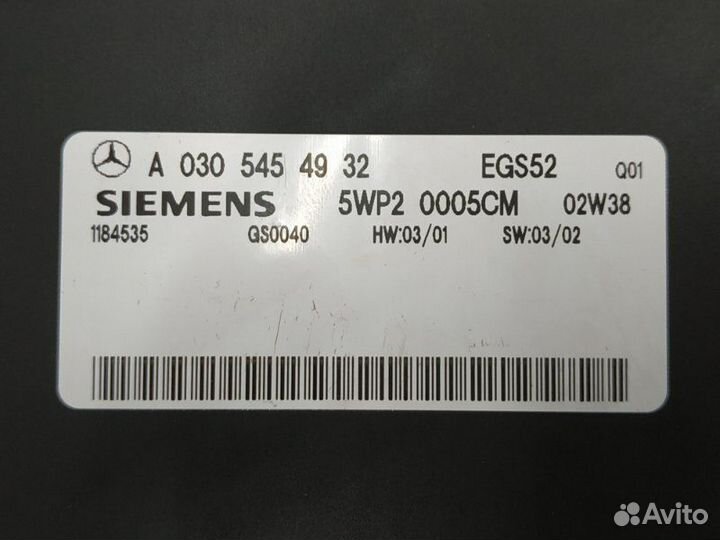 A 030 545 49 32 EGS52 Q01
SIEMENS 5WP2 0005CM 02W38
1184535 GS0040 HW:03/01 SW:03/02
Avito